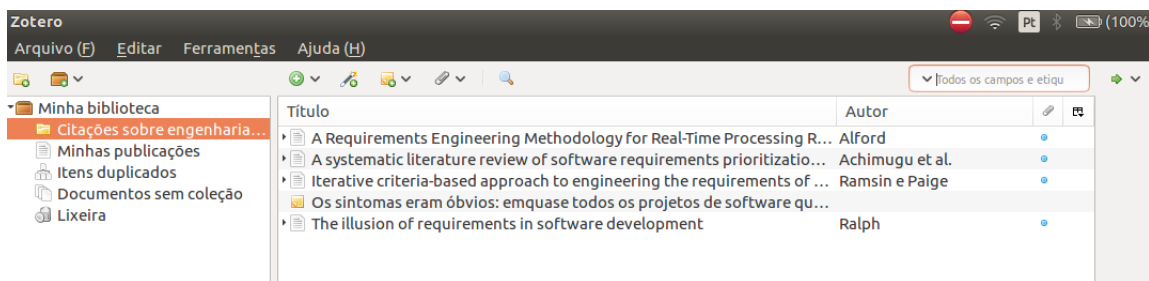 Zotero
Pt
(100%
Arquivo (F) Editar Ferramentas Ajuda (H)
Todos os campos e etiqu
Minha biblioteca
Citações sobre engenharia...
Minhas publicações
Itens duplicados
Documentos sem coleção
Lixeira
Título Autor
A Requirements Engineering Methodology for Real-Time Processing R... Alford
A systematic literature review of software requirements prioritizatio... Achimugu et al.
Iterative criteria-based approach to engineering the requirements of ... Ramsin e Paige
Os sintomas eram óbvios: emquase todos os projetos de software qu...
The illusion of requirements in software development Ralph